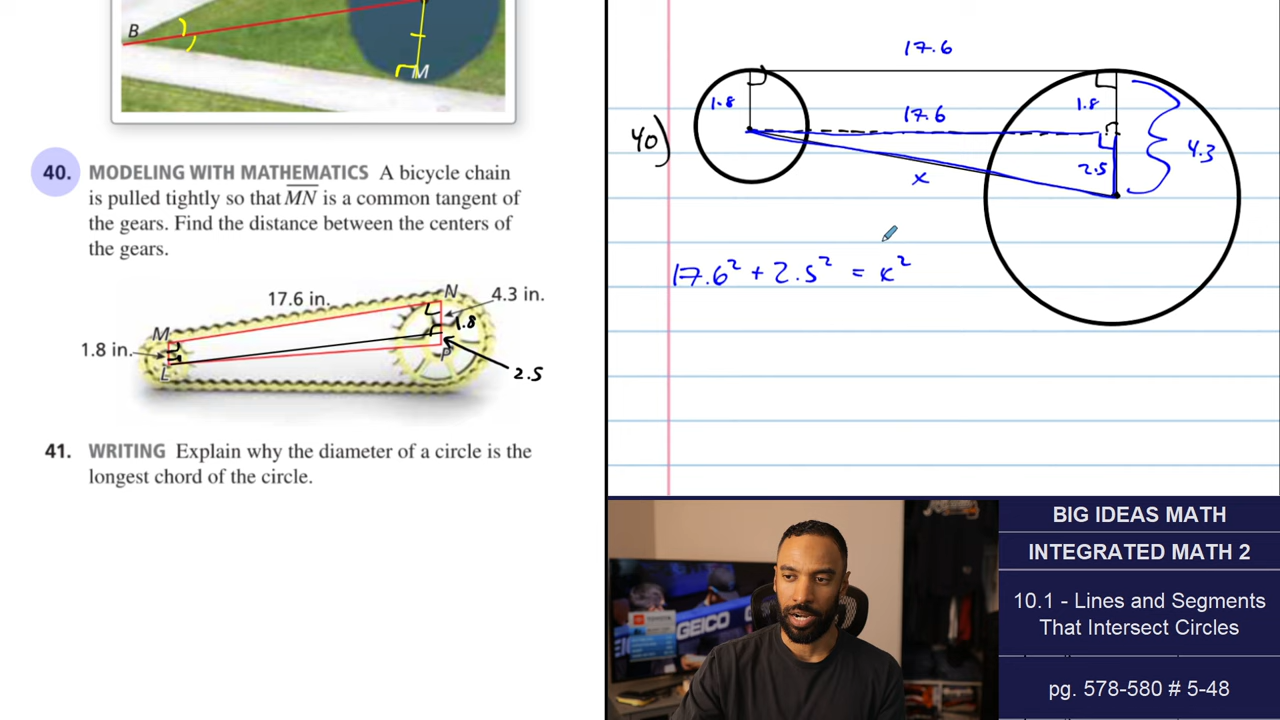 B
M
40. MODELING WITH MATHEMATICS A bicycle chain
is pulled tightly so that MN is a common tangent of
the gears. Find the distance between the centers of
the gears.
17.6 in.
N
4.3 in.
M
1.8
1.8 in.
L
P
2.5
41. WRITING Explain why the diameter of a circle is the
longest chord of the circle.
40)
17.6
1.8
17.6
1.8
4.3
2.5
x
17.6² + 2.5² = x²
GEICO
BIG IDEAS MATH
INTEGRATED MATH 2
10.1 - Lines and Segments
That Intersect Circles
pg. 578-580 # 5-48